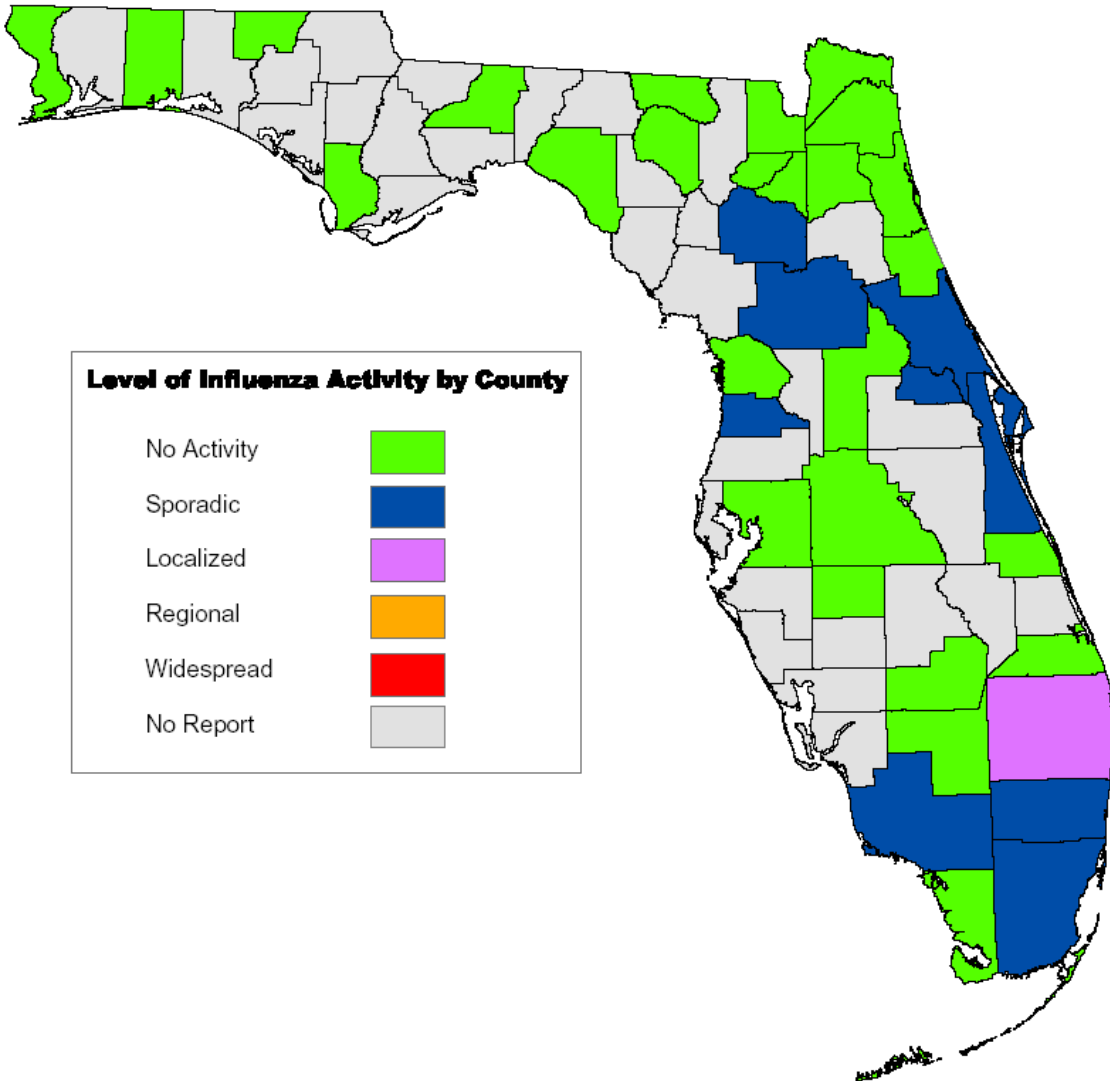 Level of Influenza Activity by County
No Activity
Sporadic
Localized
Regional
Widespread
No Report